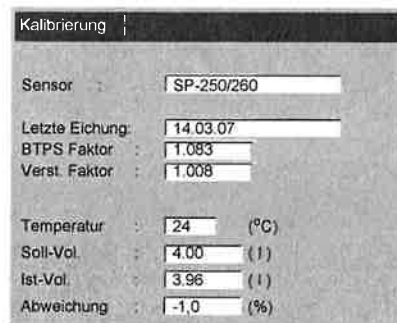 Kalibrierung
Sensor : SP-250/260
Letzte Eichung: 14.03.07
BTPS Faktor : 1.083
Verst. Faktor : 1.008
Temperatur : 24 (°C)
Soll-Vol. : 4.00 ( l )
Ist-Vol. : 3.96 ( l )
Abweichung : -1,0 (%)